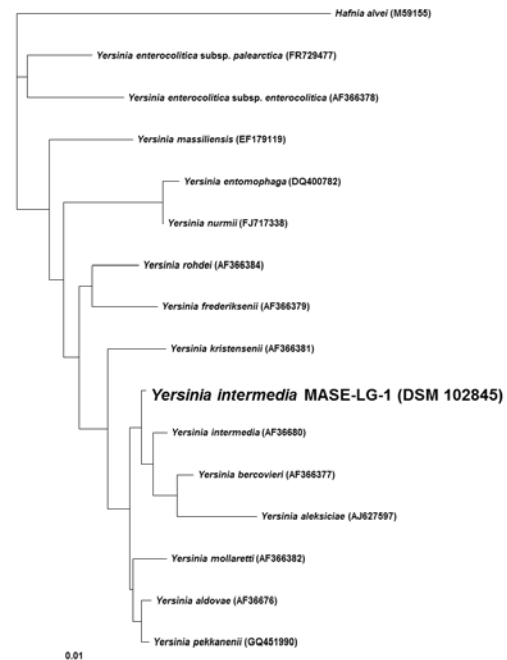 Hafnia alvei (M59155)
Yersinia enterocolitica subsp. palearctica (FR729477)
Yersinia enterocolitica subsp. enterocolitica (AF366378)
Yersinia massiliensis (EF179119)
Yersinia entomophaga (DQ400782)
Yersinia nurmii (FJ717338)
Yersinia rohdei (AF366384)
Yersinia frederiksenii (AF366379)
Yersinia kristensenii (AF366381)
Yersinia intermedia MASE-LG-1 (DSM 102845)
Yersinia intermedia (AF36680)
Yersinia bercovieri (AF366377)
Yersinia aleksiciae (AJ627597)
Yersinia mollaretti (AF366382)
Yersinia aldovae (AF36676)
Yersinia pekkanenii (GQ451990)
0.01